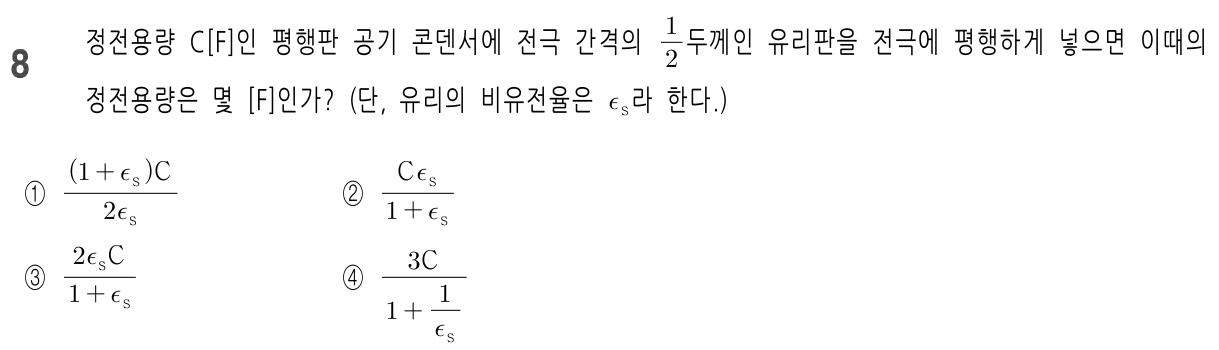 8 정전용량 C[F]인 평행판 공기 콘덴서에 전극 간격의 $\frac{1}{2}$두께인 유리판을 전극에 평행하게 넣으면 이때의
정전용량은 몇 [F]인가? (단, 유리의 비유전율은 $\epsilon_s$라 한다.)
① $\frac{(1+\epsilon_s)C}{2\epsilon_s}$ ② $\frac{C\epsilon_s}{1+\epsilon_s}$
③ $\frac{2\epsilon_s C}{1+\epsilon_s}$ ④ $\frac{3C}{1+\frac{1}{\epsilon_s}}$